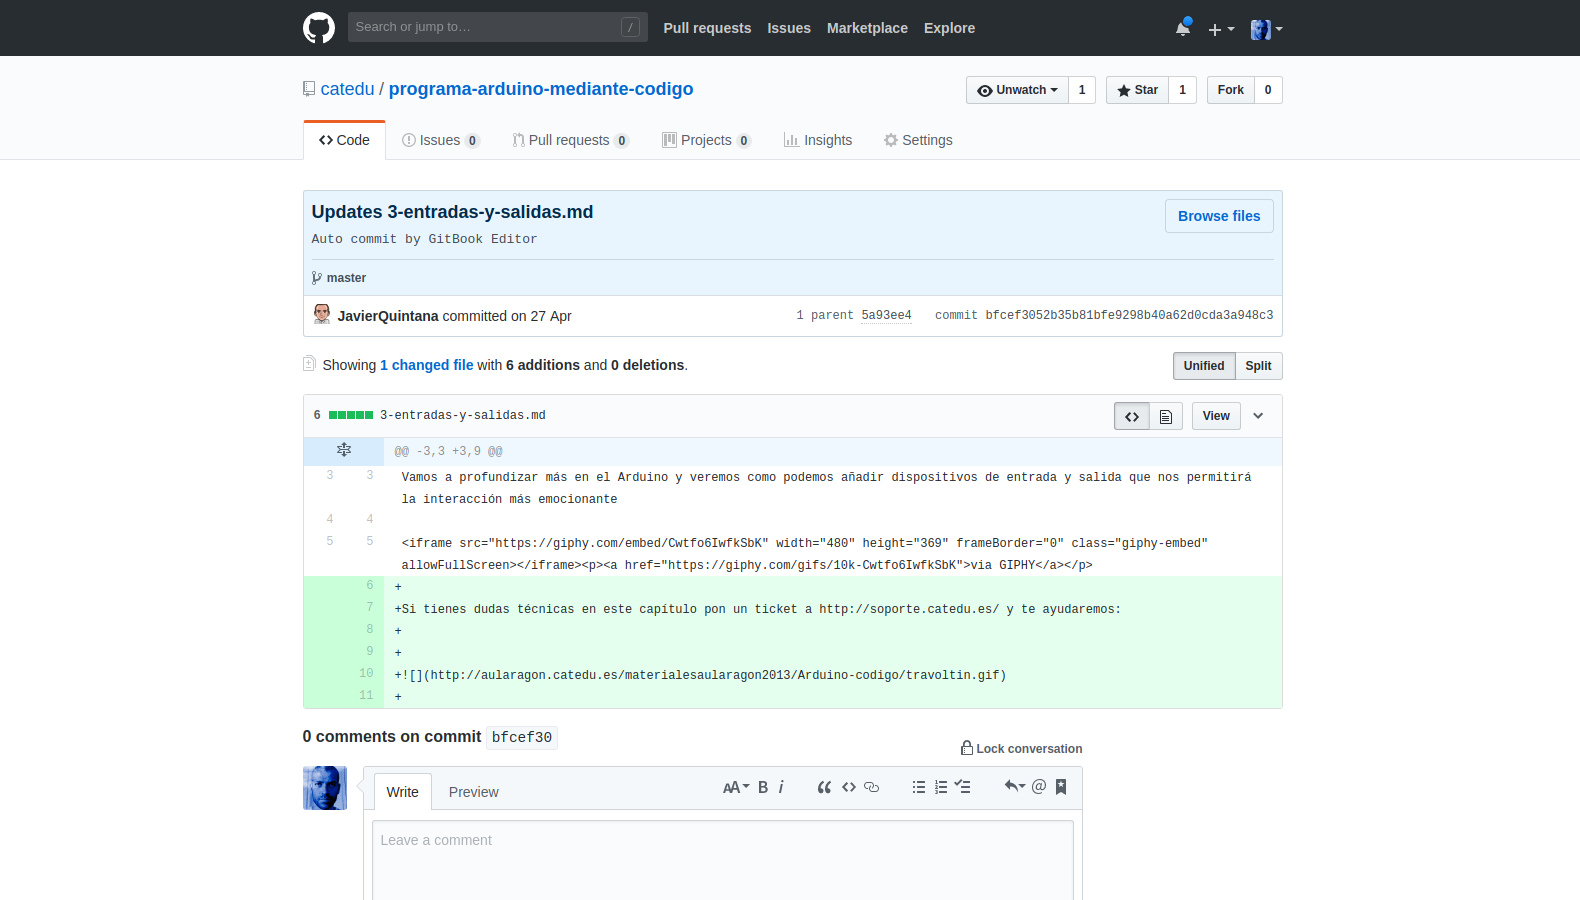 Search or jump to… /
Pull requests Issues Marketplace Explore
catedu / programa-arduino-mediante-codigo
Unwatch 1 Star 1 Fork 0
Code Issues 0 Pull requests 0 Projects 0 Insights Settings
Updates 3-entradas-y-salidas.md
Browse files
Auto commit by GitBook Editor
master
JavierQuintana committed on 27 Apr
1 parent 5a93ee4 commit bfcef3052b35b81bfe9298b40a62d0cda3a948c3
Showing 1 changed file with 6 additions and 0 deletions.
Unified Split
6 3-entradas-y-salidas.md
View
@@ -3,3 +3,9 @@
3 3 Vamos a profundizar más en el Arduino y veremos como podemos añadir dispositivos de entrada y salida que nos permitirá
la interacción más emocionante
4 4
5 5 <iframe src="https://giphy.com/embed/Cwtfo6IwfkSbK" width="480" height="369" frameBorder="0" class="giphy-embed"
allowFullScreen></iframe><p><a href="https://giphy.com/gifs/10k-Cwtfo6IwfkSbK">via GIPHY</a></p>
6 +
7 +Si tienes dudas técnicas en este capítulo pon un ticket a http://soporte.catedu.es/ y te ayudaremos:
8 +
9 +
10 +![](http://aularagon.catedu.es/materialesaularagon2013/Arduino-codigo/travoltin.gif)
11 +
0 comments on commit bfcef30
Lock conversation
Write Preview
AA B i
Leave a comment